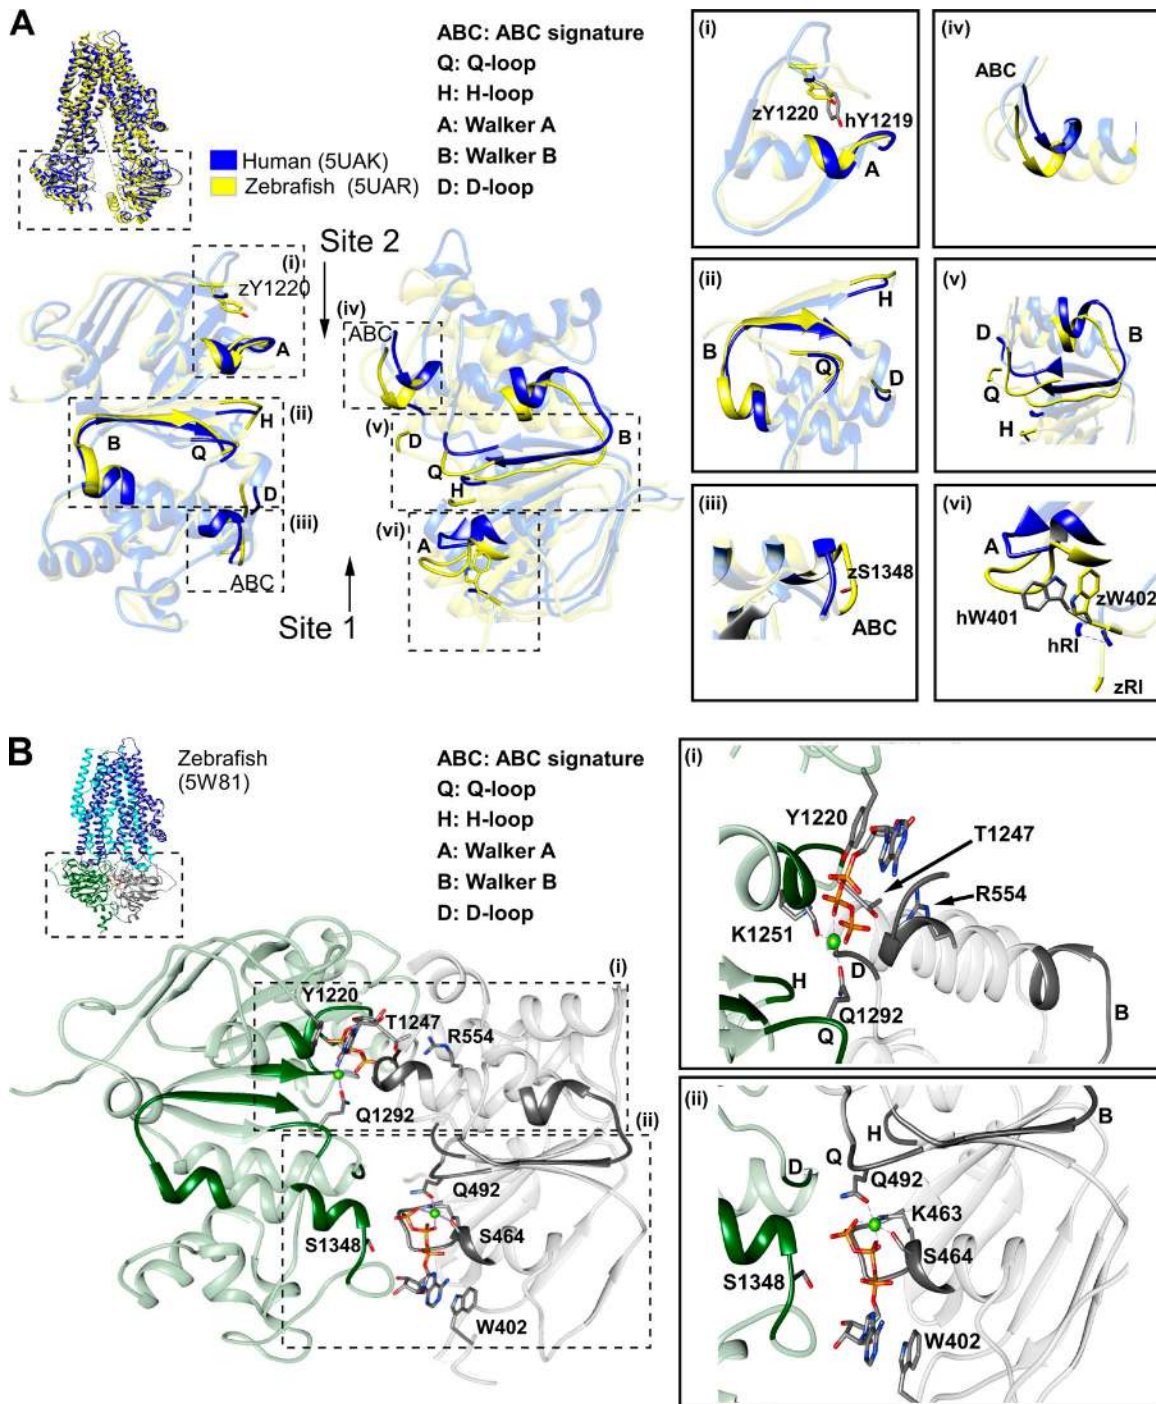 A
ABC: ABC signature
Q: Q-loop
H: H-loop
A: Walker A
B: Walker B
D: D-loop
Human (5UAK)
Zebrafish (5UAR)
Site 2
(i)
zY1220
A
(iv)
ABC
(ii)
H
B
Q
D
(iii)
ABC
(v)
D
B
Q
H
(vi)
A
Site 1
(i)
zY1220
hY1219
A
(iv)
ABC
(ii)
H
B
Q
D
(v)
D
B
Q
H
(iii)
zS1348
ABC
(vi)
A
hW401
zW402
hRI
zRI
B
Zebrafish
(5W81)
ABC: ABC signature
Q: Q-loop
H: H-loop
A: Walker A
B: Walker B
D: D-loop
(i)
Y1220
T1247
R554
Q1292
(ii)
Q492
S464
S1348
W402
(i)
Y1220
T1247
R554
K1251
D
H
Q1292
Q
B
(ii)
B
H
Q
D
Q492
K463
S464
S1348
W402